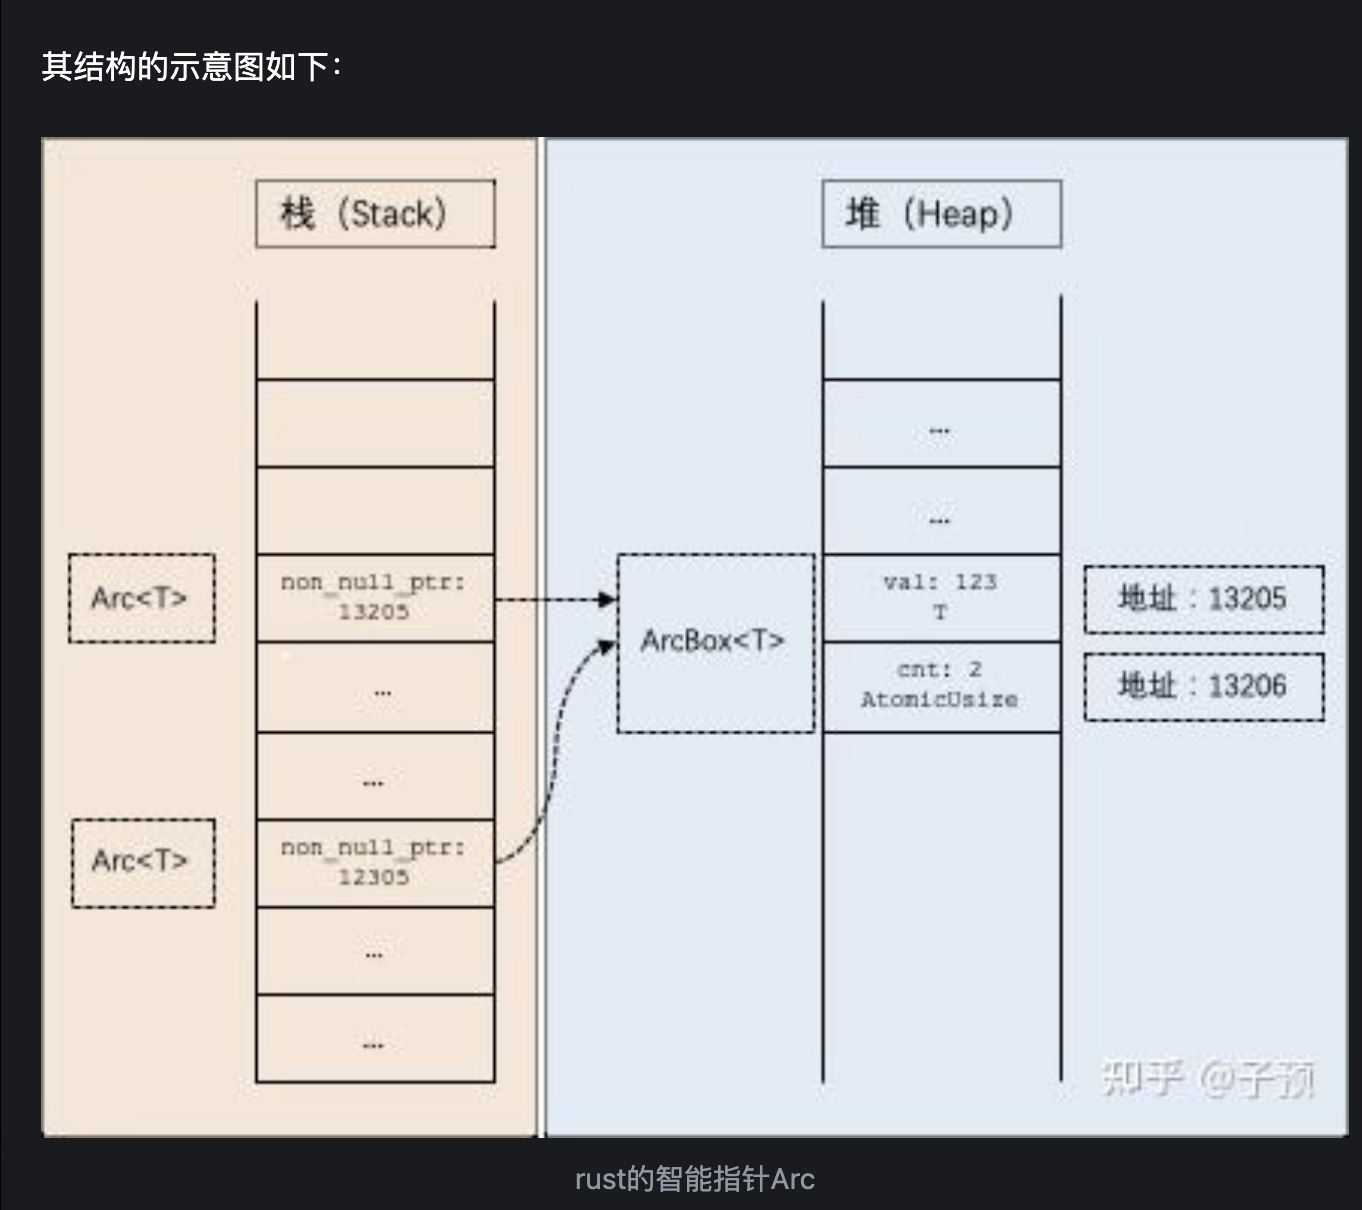 其结构的示意图如下：
栈（Stack）
堆（Heap）
...
...
Arc<T>
non_null_ptr:
13205
ArcBox<T>
val: 123
T
地址：13205
...
cnt: 2
AtomicUsize
地址：13206
...
Arc<T>
non_null_ptr:
12305
...
...
知乎 @子预
rust的智能指针Arc